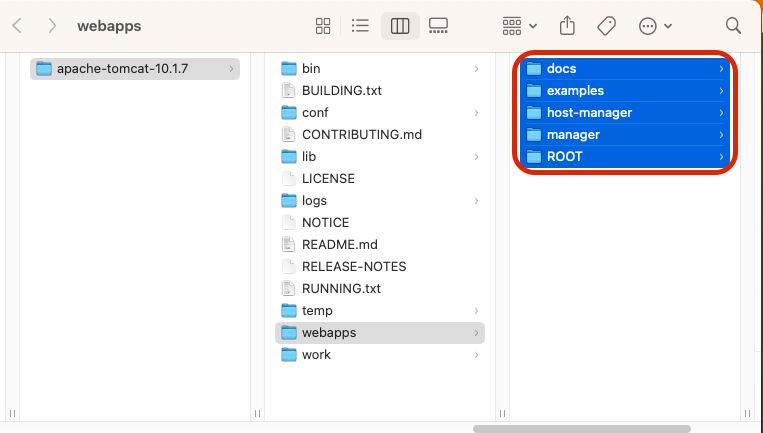 webapps
apache-tomcat-10.1.7
bin
BUILDING.txt
conf
CONTRIBUTING.md
lib
LICENSE
logs
NOTICE
README.md
RELEASE-NOTES
RUNNING.txt
temp
webapps
work
docs
examples
host-manager
manager
ROOT